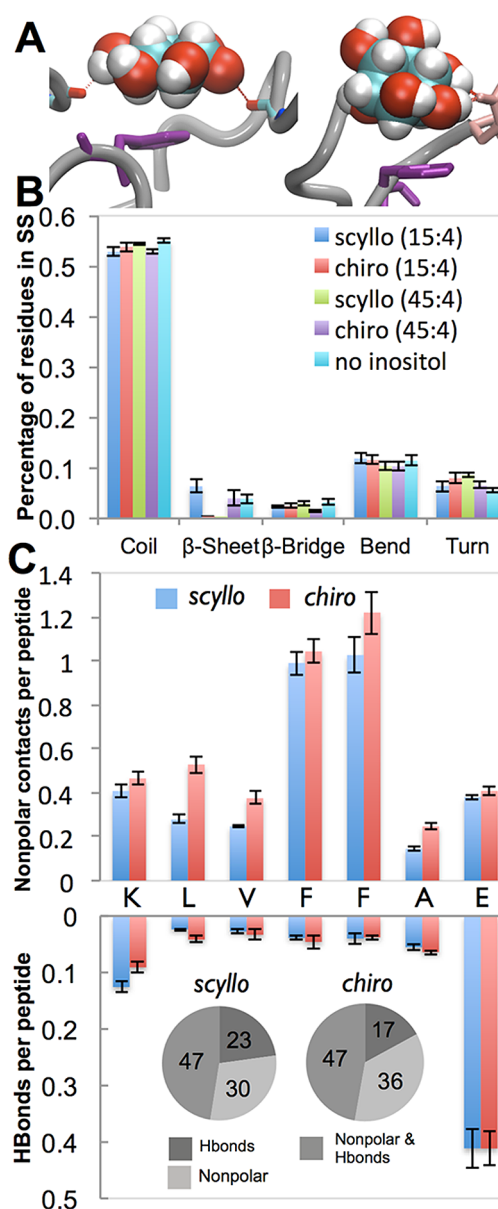 A
B
Percentage of residues in SS
0.6
0.5
0.4
0.3
0.2
0.1
0.0
scyllo (15:4)
chiro (15:4)
scyllo (45:4)
chiro (45:4)
no inositol
Coil β-Sheet β-Bridge Bend Turn
C
Nonpolar contacts per peptide
1.4
1.2
1
0.8
0.6
0.4
0.2
0
scyllo chiro
K L V F F A E
HBonds per peptide
0
0.1
0.2
0.3
0.4
0.5
scyllo chiro
23
47
30
17
47
36
Hbonds
Nonpolar
Nonpolar &
Hbonds